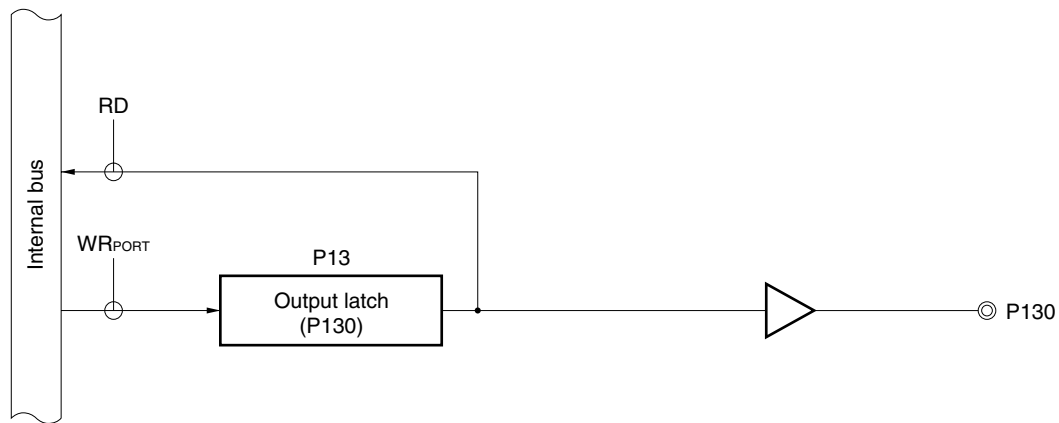 RD
Internal bus
WRPORT
P13
Output latch
(P130)
P130